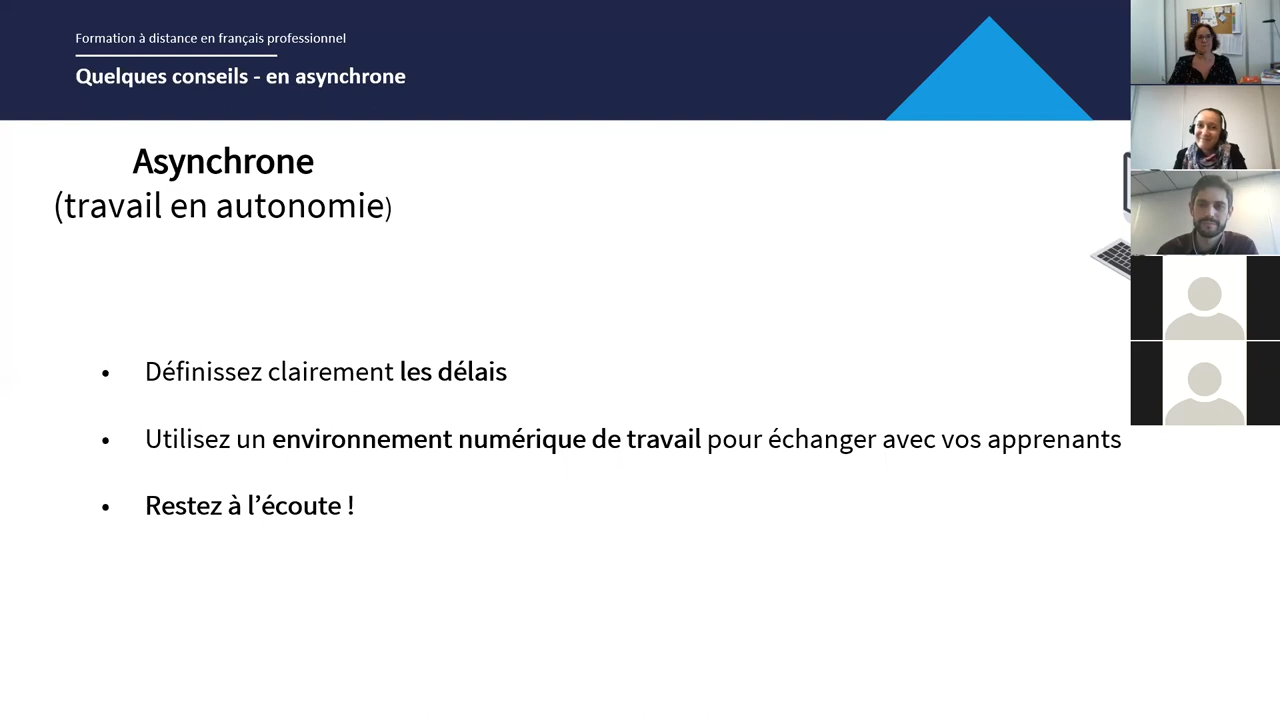 Formation à distance en français professionnel
Quelques conseils - en asynchrone
Asynchrone
(travail en autonomie)
• Définissez clairement les délais
• Utilisez un environnement numérique de travail pour échanger avec vos apprenants
• Restez à l’écoute !